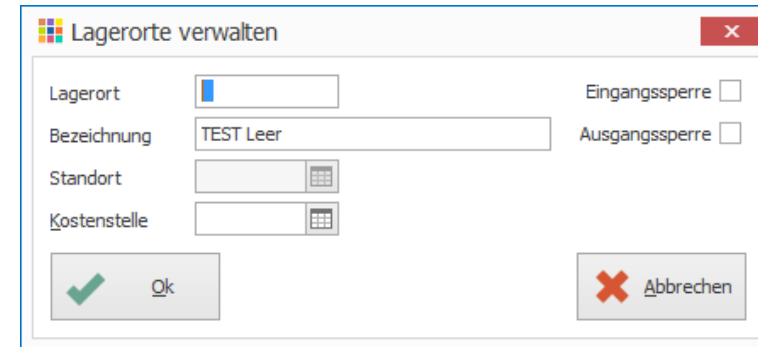 Lagerorte verwalten
Lagerort
Eingangssperre
Bezeichnung TEST Leer
Ausgangssperre
Standort
Kostenstelle
Ok
Abbrechen